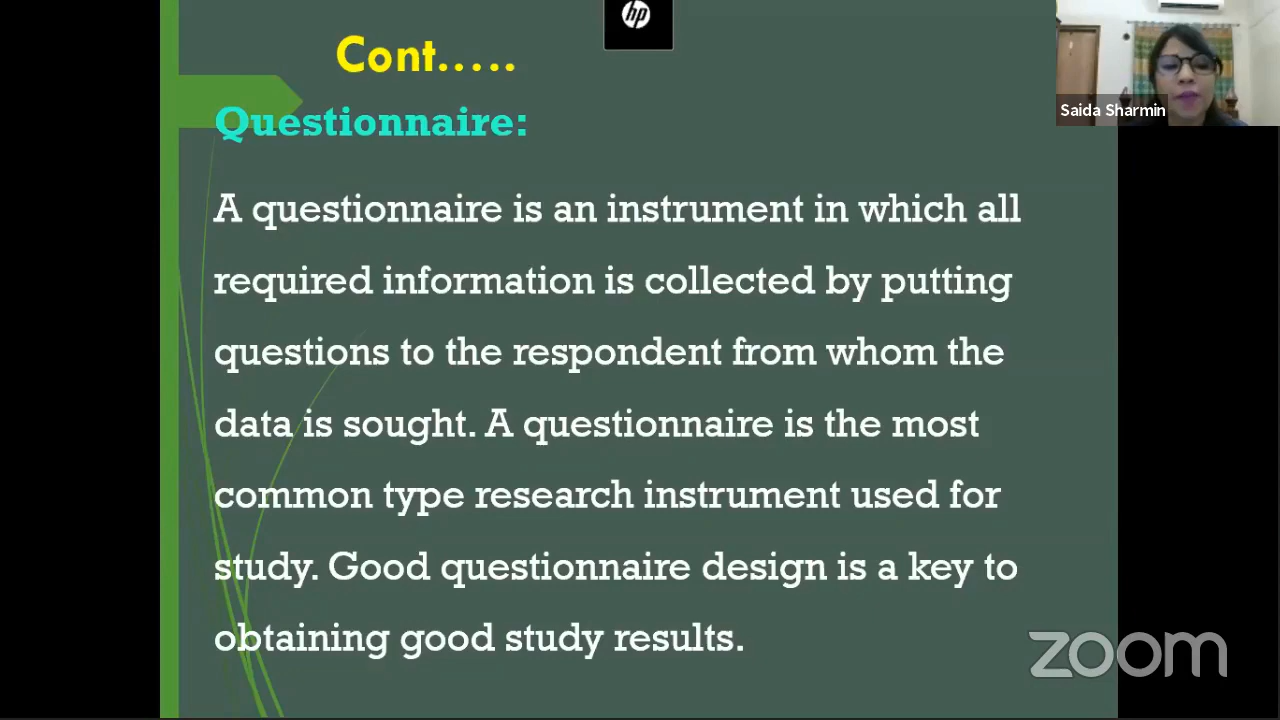 hp
Cont.....
Saida Sharmin
Questionnaire:
A questionnaire is an instrument in which all
required information is collected by putting
questions to the respondent from whom the
data is sought. A questionnaire is the most
common type research instrument used for
study. Good questionnaire design is a key to
obtaining good study results.
zoom